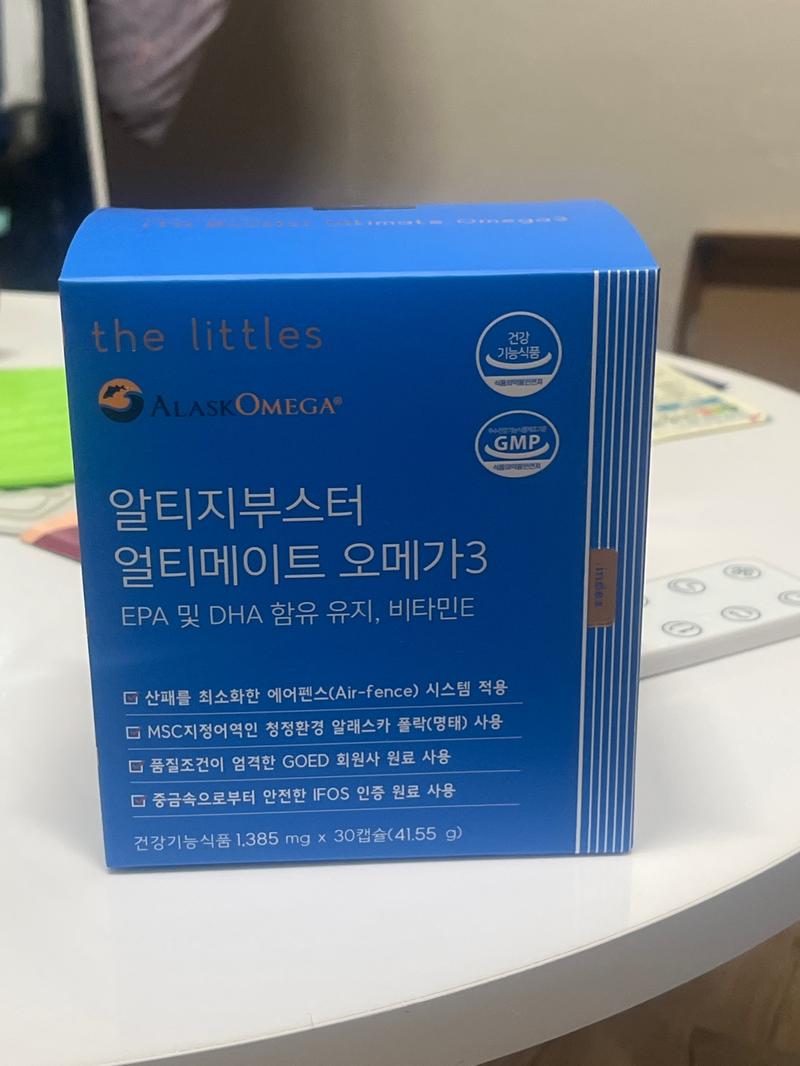 Ultimate Omega3
the littles
ALASKOMEGA®
건강
기능식품
식품의약품안전처
GMP
식품의약품안전처
알티지부스터
얼티메이트 오메가3
EPA 및 DHA 함유 유지, 비타민E
index
산패를 최소화한 에어펜스(Air-fence) 시스템 적용
MSC지정어역인 청정환경 알래스카 폴락(명태) 사용
품질조건이 엄격한 GOED 회원사 원료 사용
중금속으로부터 안전한 IFOS 인증 원료 사용
건강기능식품 1,385 mg x 30캡슐(41.55 g)